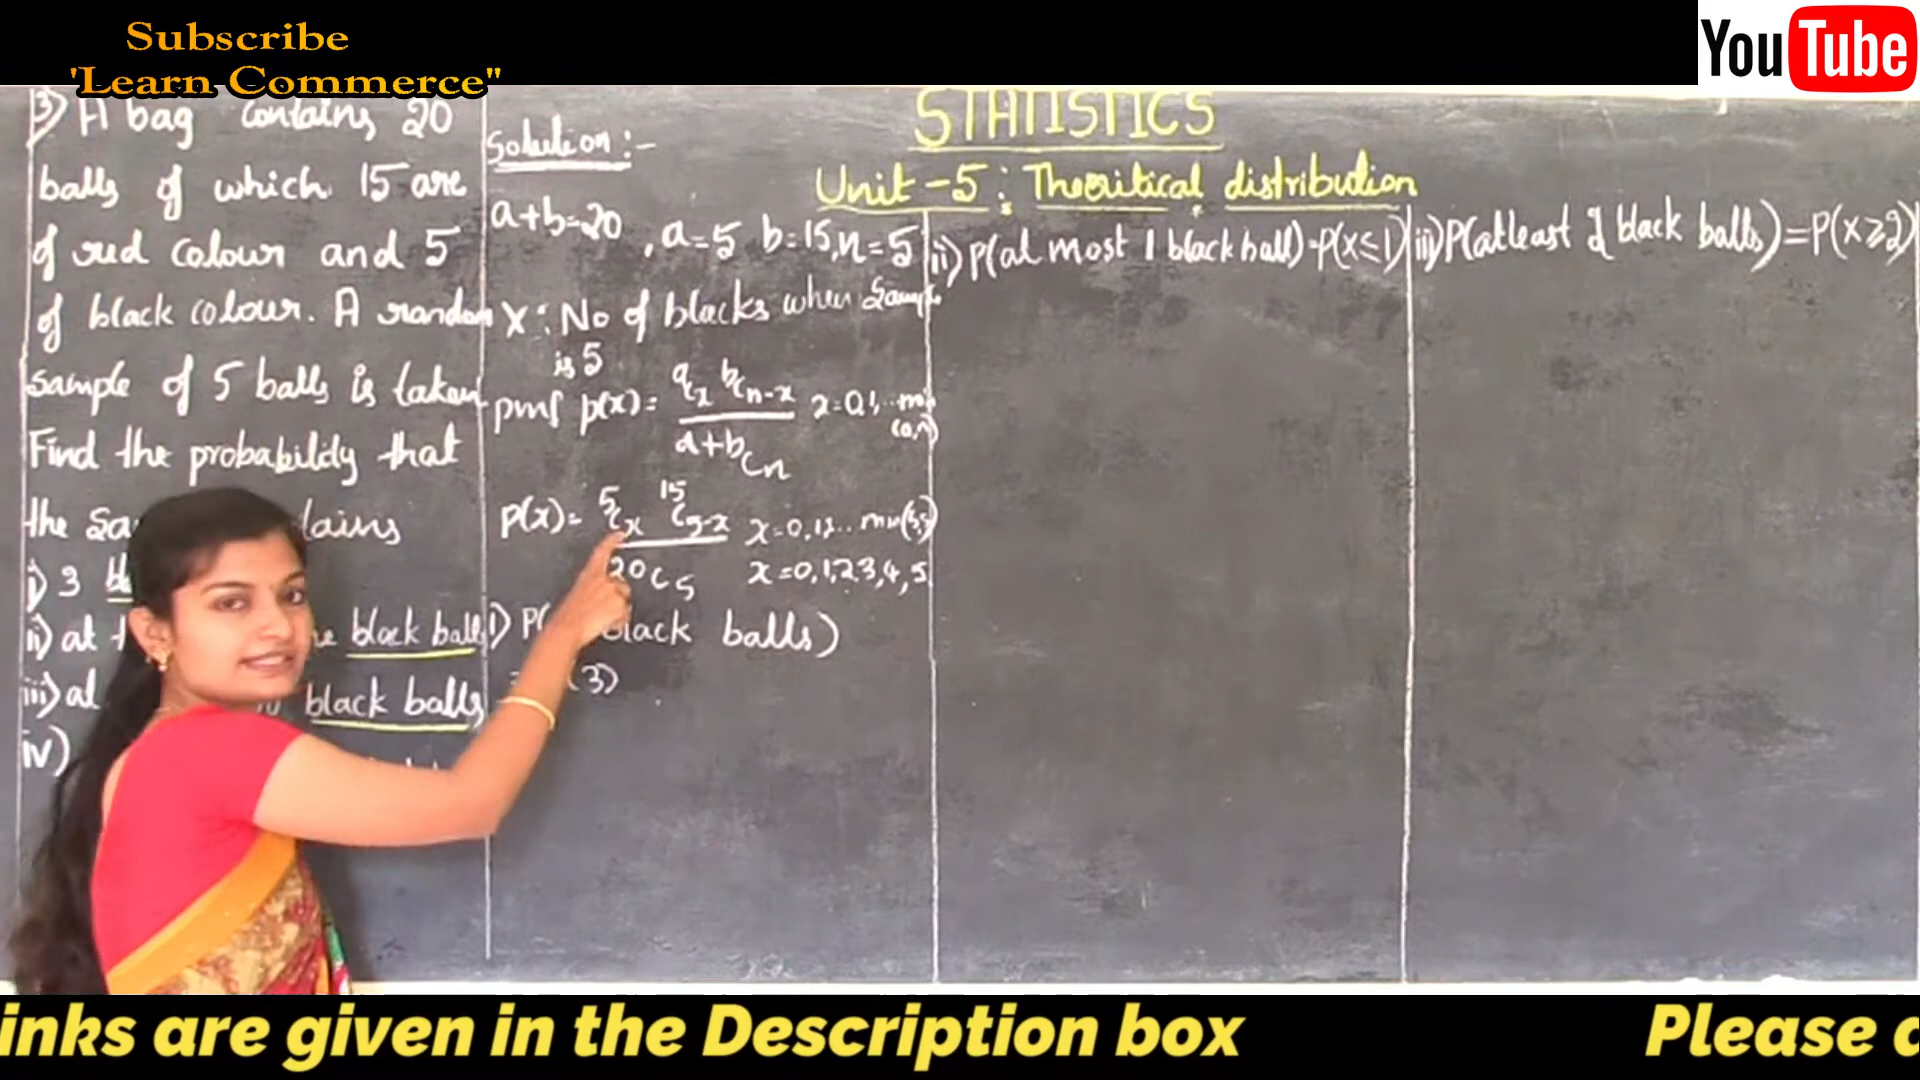 Subscribe
'Learn Commerce"
YouTube
STATISTICS
Unit-5: Theoritical distribution
3) A bag contains 20
balls of which 15 are
of red colour and 5
of black colour. A random
sample of 5 balls is taken.
Find the probability that
the
i) 3
ii) at black balls
iii) at black balls
iv)
Solution:-
a+b=20, a=5 b=15, n=5
X: No of blacks when Sample
is 5
pmf p(x)= aCx bCn-x x=0,1,..min
a+bCn (a,n)
p(x)= 5Cx 15C5-x x=0,1,2...min(5,5)
20C5 x=0,1,2,3,4,5
i) P( black balls)
(3)
ii) P(at most 1 black ball)=P(x≤1)
iii) P(atleast 2 black balls)=P(x≥2)
inks are given in the Description box
Please